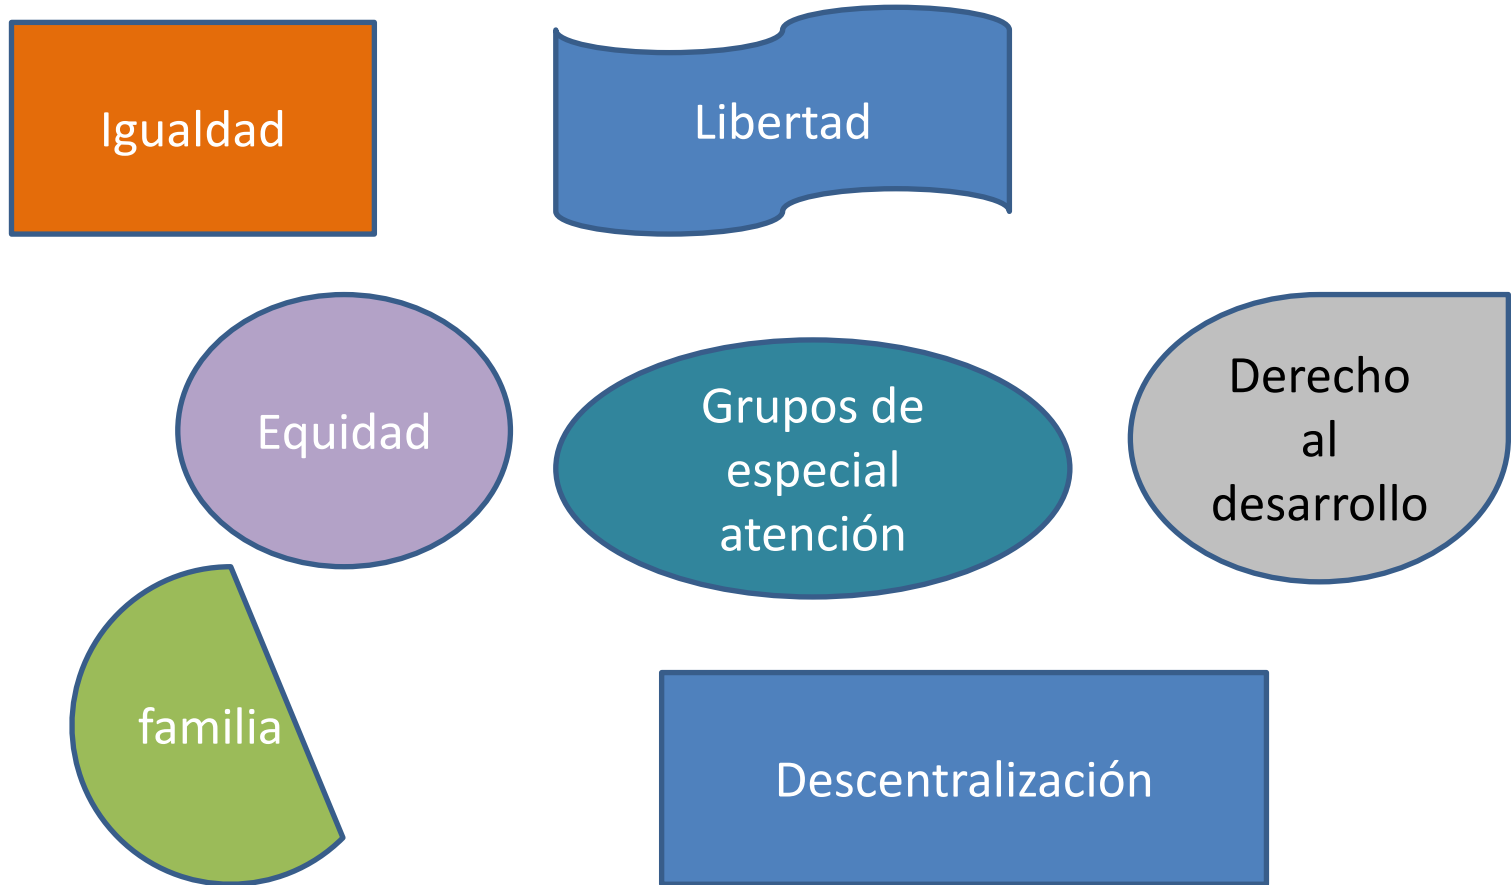 Igualdad
Libertad
Equidad
Grupos de
especial
atención
Derecho
al
desarrollo
familia
Descentralización